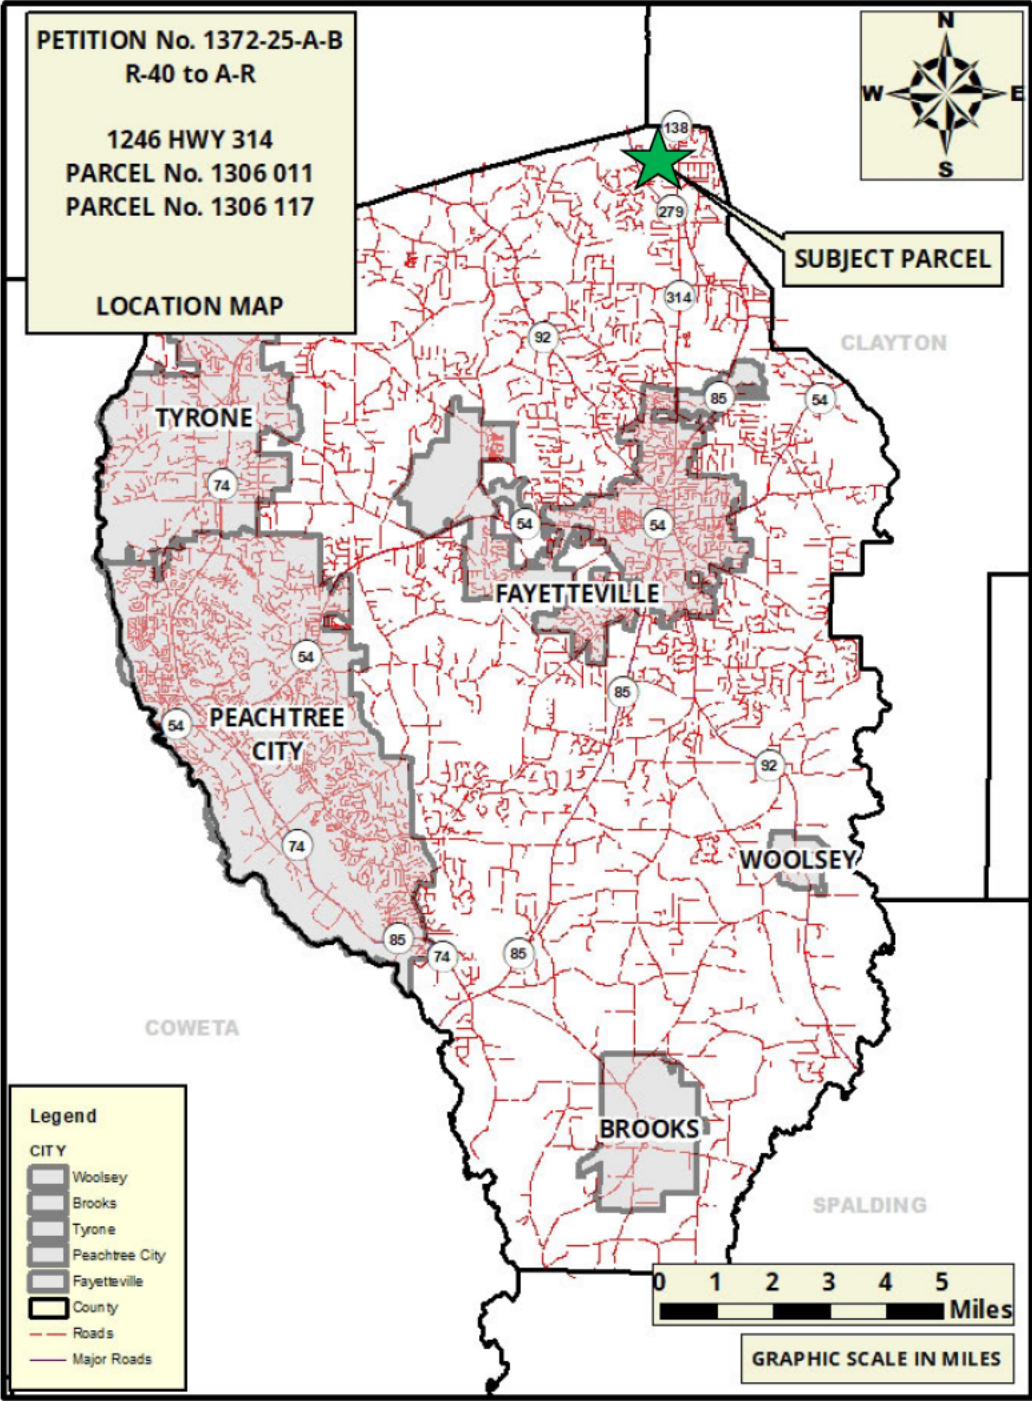 PETITION No. 1372-25-A-B
R-40 to A-R
1246 HWY 314
PARCEL No. 1306 011
PARCEL No. 1306 117
LOCATION MAP
N
W
E
S
138
279
SUBJECT PARCEL
314
92
CLAYTON
85
54
TYRONE
74
54
54
FAYETTEVILLE
54
85
54
PEACHTREE
CITY
92
74
WOOLSEY
85
74
85
COWETA
BROOKS
SPALDING
Legend
CITY
Woolsey
Brooks
Tyrone
Peachtree City
Fayetteville
County
Roads
Major Roads
0 1 2 3 4 5
Miles
GRAPHIC SCALE IN MILES